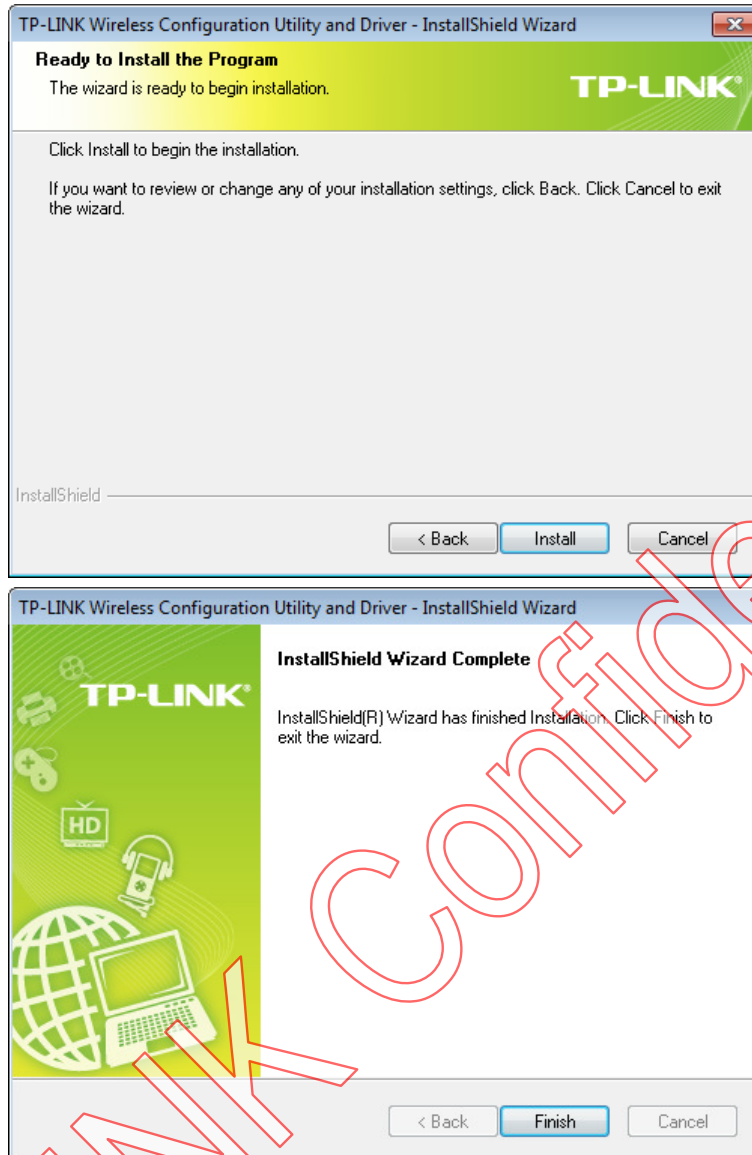 TP-LINK Wireless Configuration Utility and Driver - InstallShield Wizard
Ready to Install the Program
The wizard is ready to begin installation.
TP-LINK®
Click Install to begin the installation.
If you want to review or change any of your installation settings, click Back. Click Cancel to exit
the wizard.
InstallShield
< Back
Install
Cancel
TP-LINK Wireless Configuration Utility and Driver - InstallShield Wizard
TP-LINK®
InstallShield Wizard Complete
InstallShield(R) Wizard has finished Installation. Click Finish to
exit the wizard.
HD
< Back
Finish
Cancel